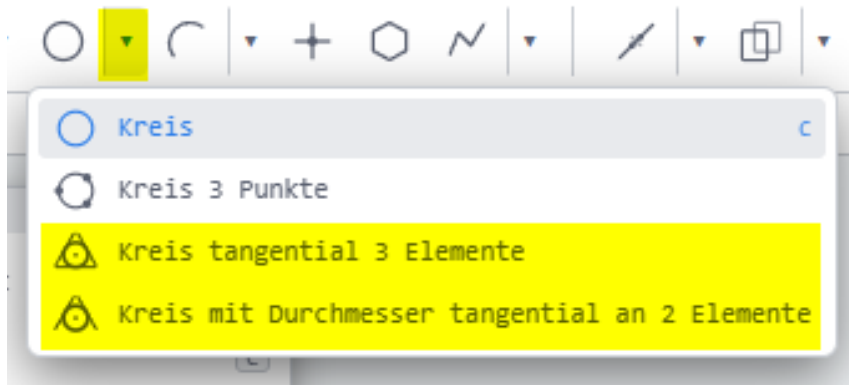 Kreis C
Kreis 3 Punkte
Kreis tangential 3 Elemente
Kreis mit Durchmesser tangential an 2 Elemente